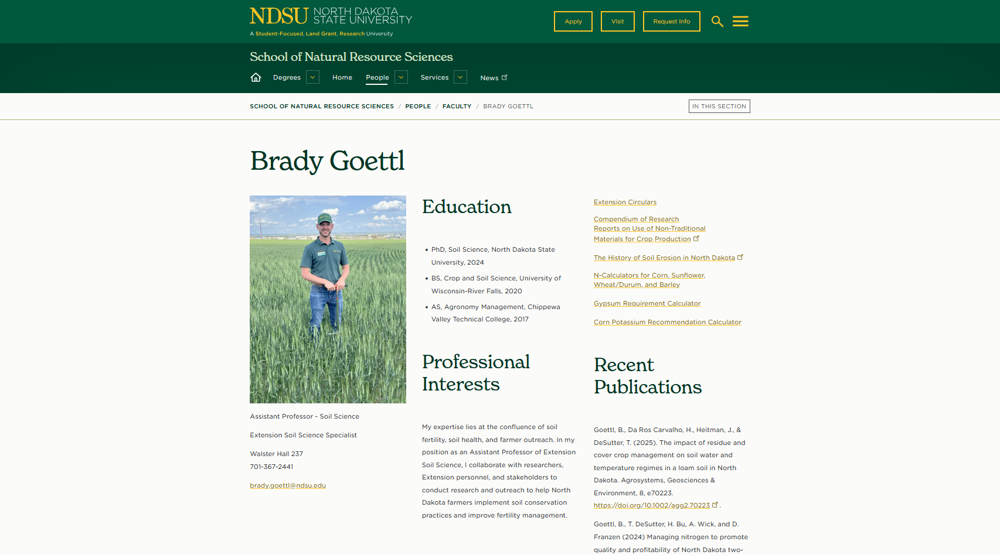 NDSU NORTH DAKOTA
STATE UNIVERSITY
A Student-Focused, Land Grant, Research University
Apply
Visit
Request Info
School of Natural Resource Sciences
Degrees
Home
People
Services
News
SCHOOL OF NATURAL RESOURCE SCIENCES / PEOPLE / FACULTY / BRADY GOETTL
IN THIS SECTION
Brady Goettl
Assistant Professor - Soil Science
Extension Soil Science Specialist
Walster Hall 237
701-367-2441
brady.goettl@ndsu.edu
Education
• PhD, Soil Science, North Dakota State
University, 2024
• BS, Crop and Soil Science, University of
Wisconsin-River Falls, 2020
• AS, Agronomy Management, Chippewa
Valley Technical College, 2017
Professional
Interests
My expertise lies at the confluence of soil
fertility, soil health, and farmer outreach. In my
position as an Assistant Professor of Extension
Soil Science, I collaborate with researchers,
Extension personnel, and stakeholders to
conduct research and outreach to help North
Dakota farmers implement soil conservation
practices and improve fertility management.
Extension Circulars
Compendium of Research
Reports on Use of Non-Traditional
Materials for Crop Production
The History of Soil Erosion in North Dakota
N-Calculators for Corn, Sunflower,
Wheat/Durum, and Barley
Gypsum Requirement Calculator
Corn Potassium Recommendation Calculator
Recent
Publications
Goettl, B., Da Ros Carvalho, H., Heitman, J., &
DeSutter, T. (2025). The impact of residue and
cover crop management on soil water and
temperature regimes in a loam soil in North
Dakota. Agrosystems, Geosciences &
Environment, 8, e70223.
https://doi.org/10.1002/agg2.70223 .
Goettl, B., T. DeSutter, H. Bu, A. Wick, and D.
Franzen (2024) Managing nitrogen to promote
quality and profitability of North Dakota two-